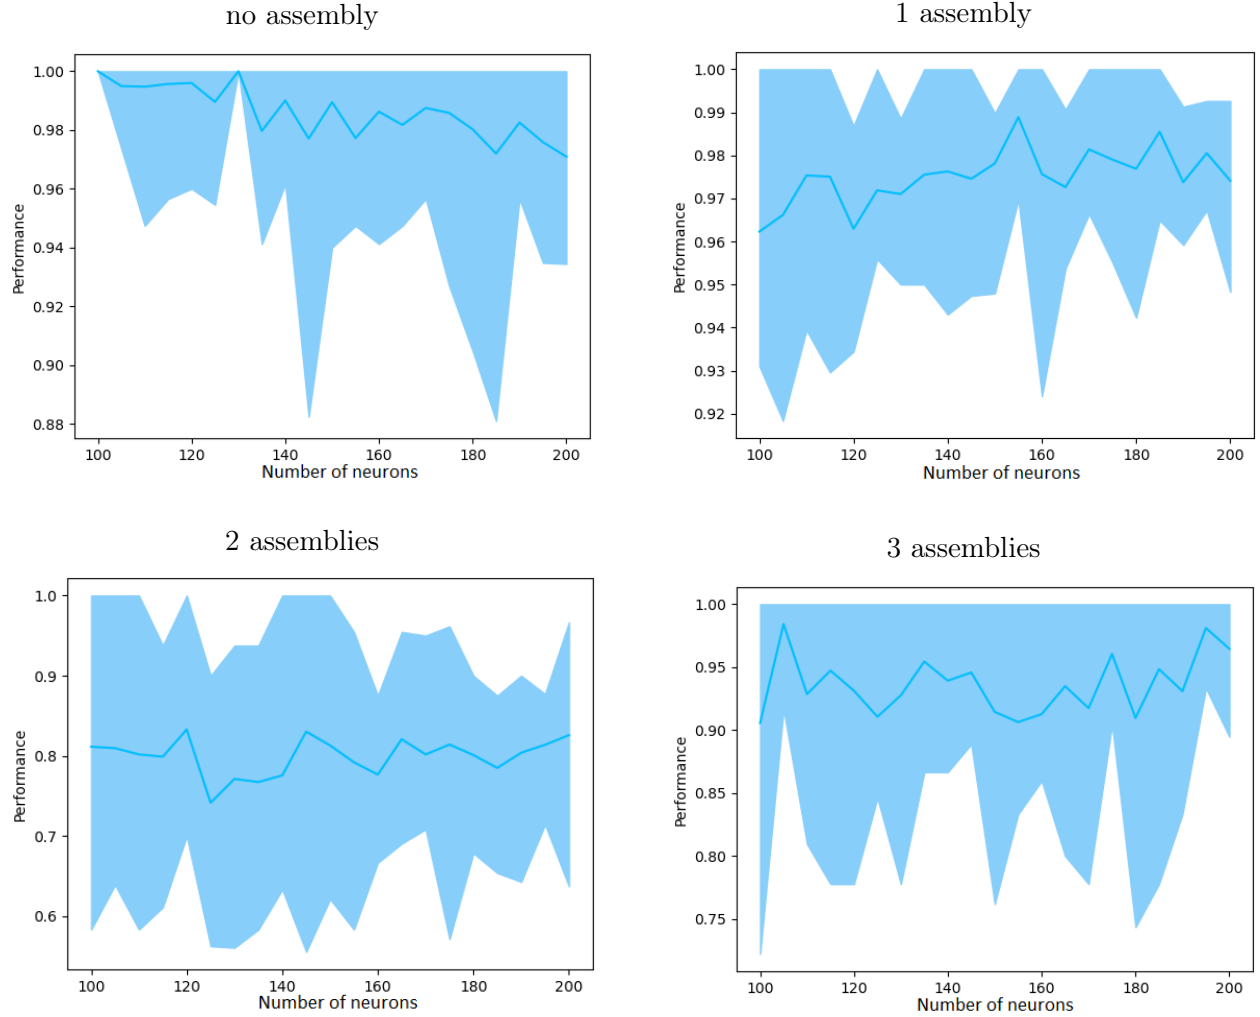 no assembly
1.00
0.98
0.96
0.94
0.92
0.90
0.88
Performance
100 120 140 160 180 200
Number of neurons
1 assembly
1.00
0.99
0.98
0.97
0.96
0.95
0.94
0.93
0.92
Performance
100 120 140 160 180 200
Number of neurons
2 assemblies
1.0
0.9
0.8
0.7
0.6
Performance
100 120 140 160 180 200
Number of neurons
3 assemblies
1.00
0.95
0.90
0.85
0.80
0.75
Performance
100 120 140 160 180 200
Number of neurons